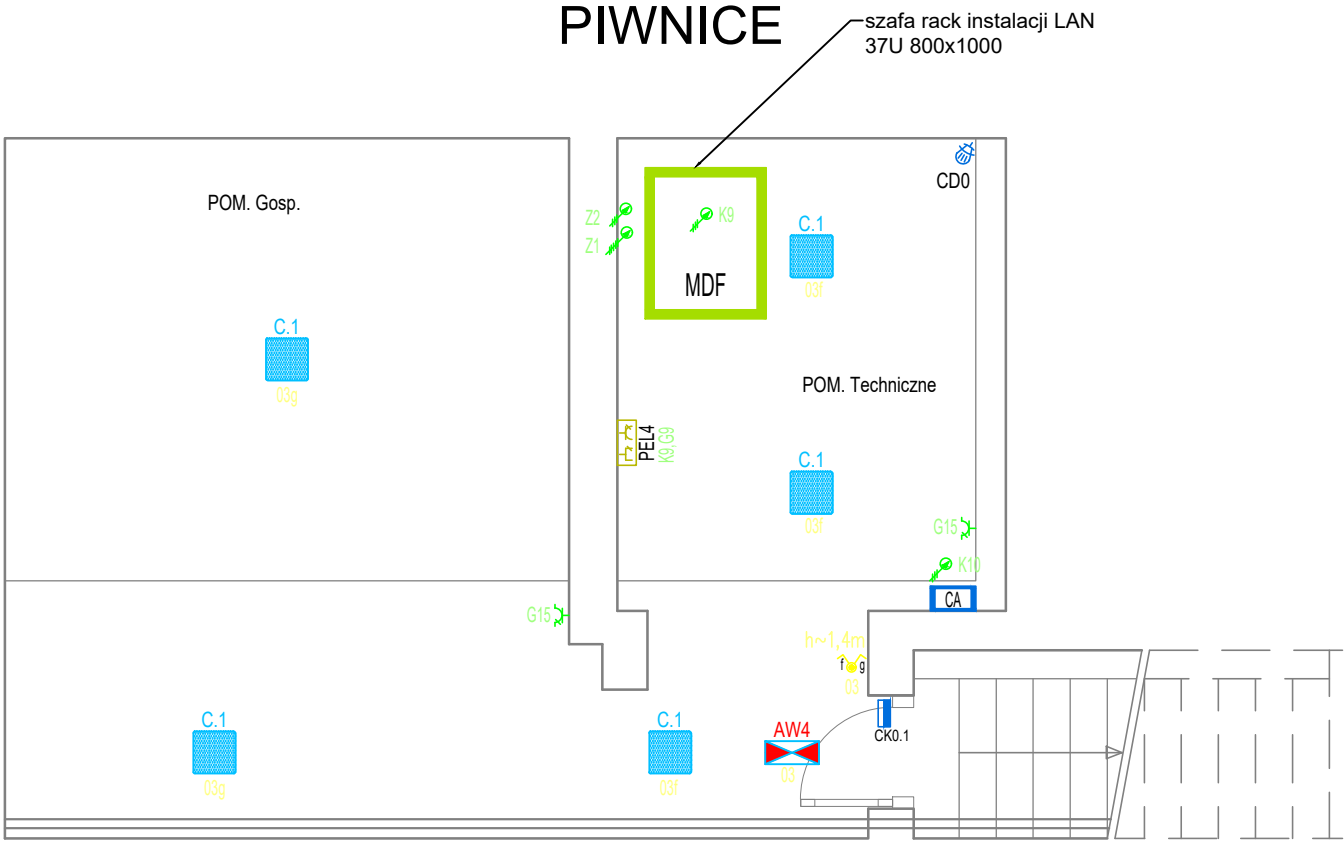 PIWNICE
szafa rack instalacji LAN
37U 800x1000
POM. Gosp.
CD0
Z2
Z1
K9
C.1
03f
MDF
C.1
03g
POM. Techniczne
PEL4
K9,G9
C.1
03f
G15
K10
CA
G15
h~1,4m
f g
03
CK0.1
C.1
03g
C.1
03f
AW4
03